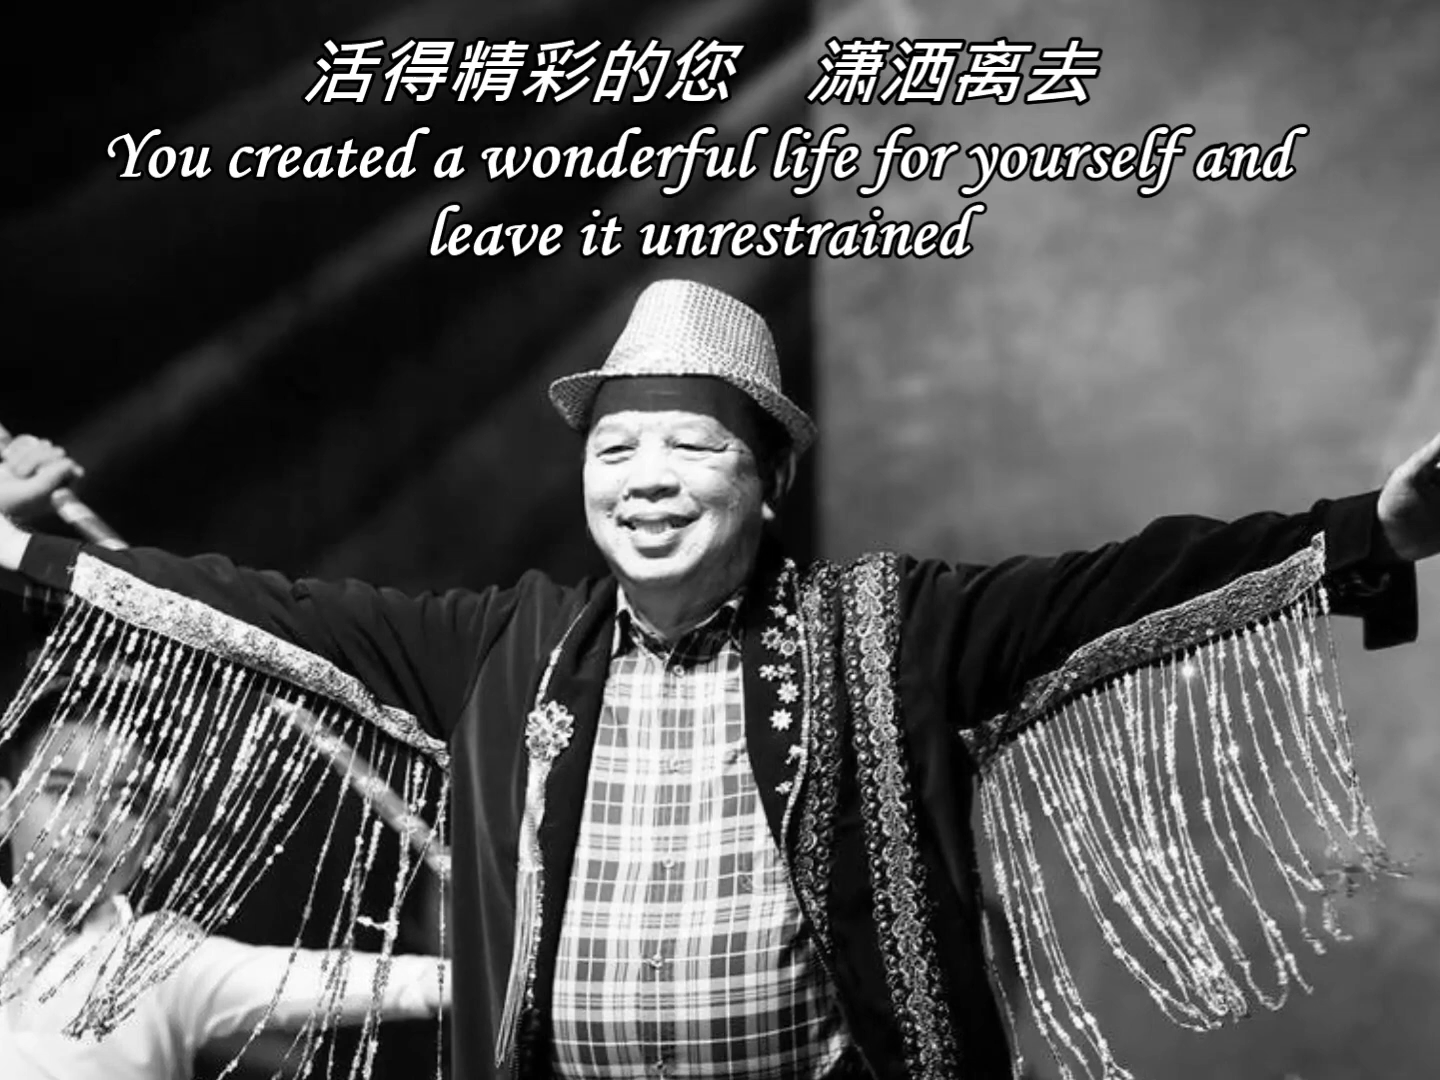 活得精彩的您 潇洒离去
You created a wonderful life for yourself and
leave it unrestrained